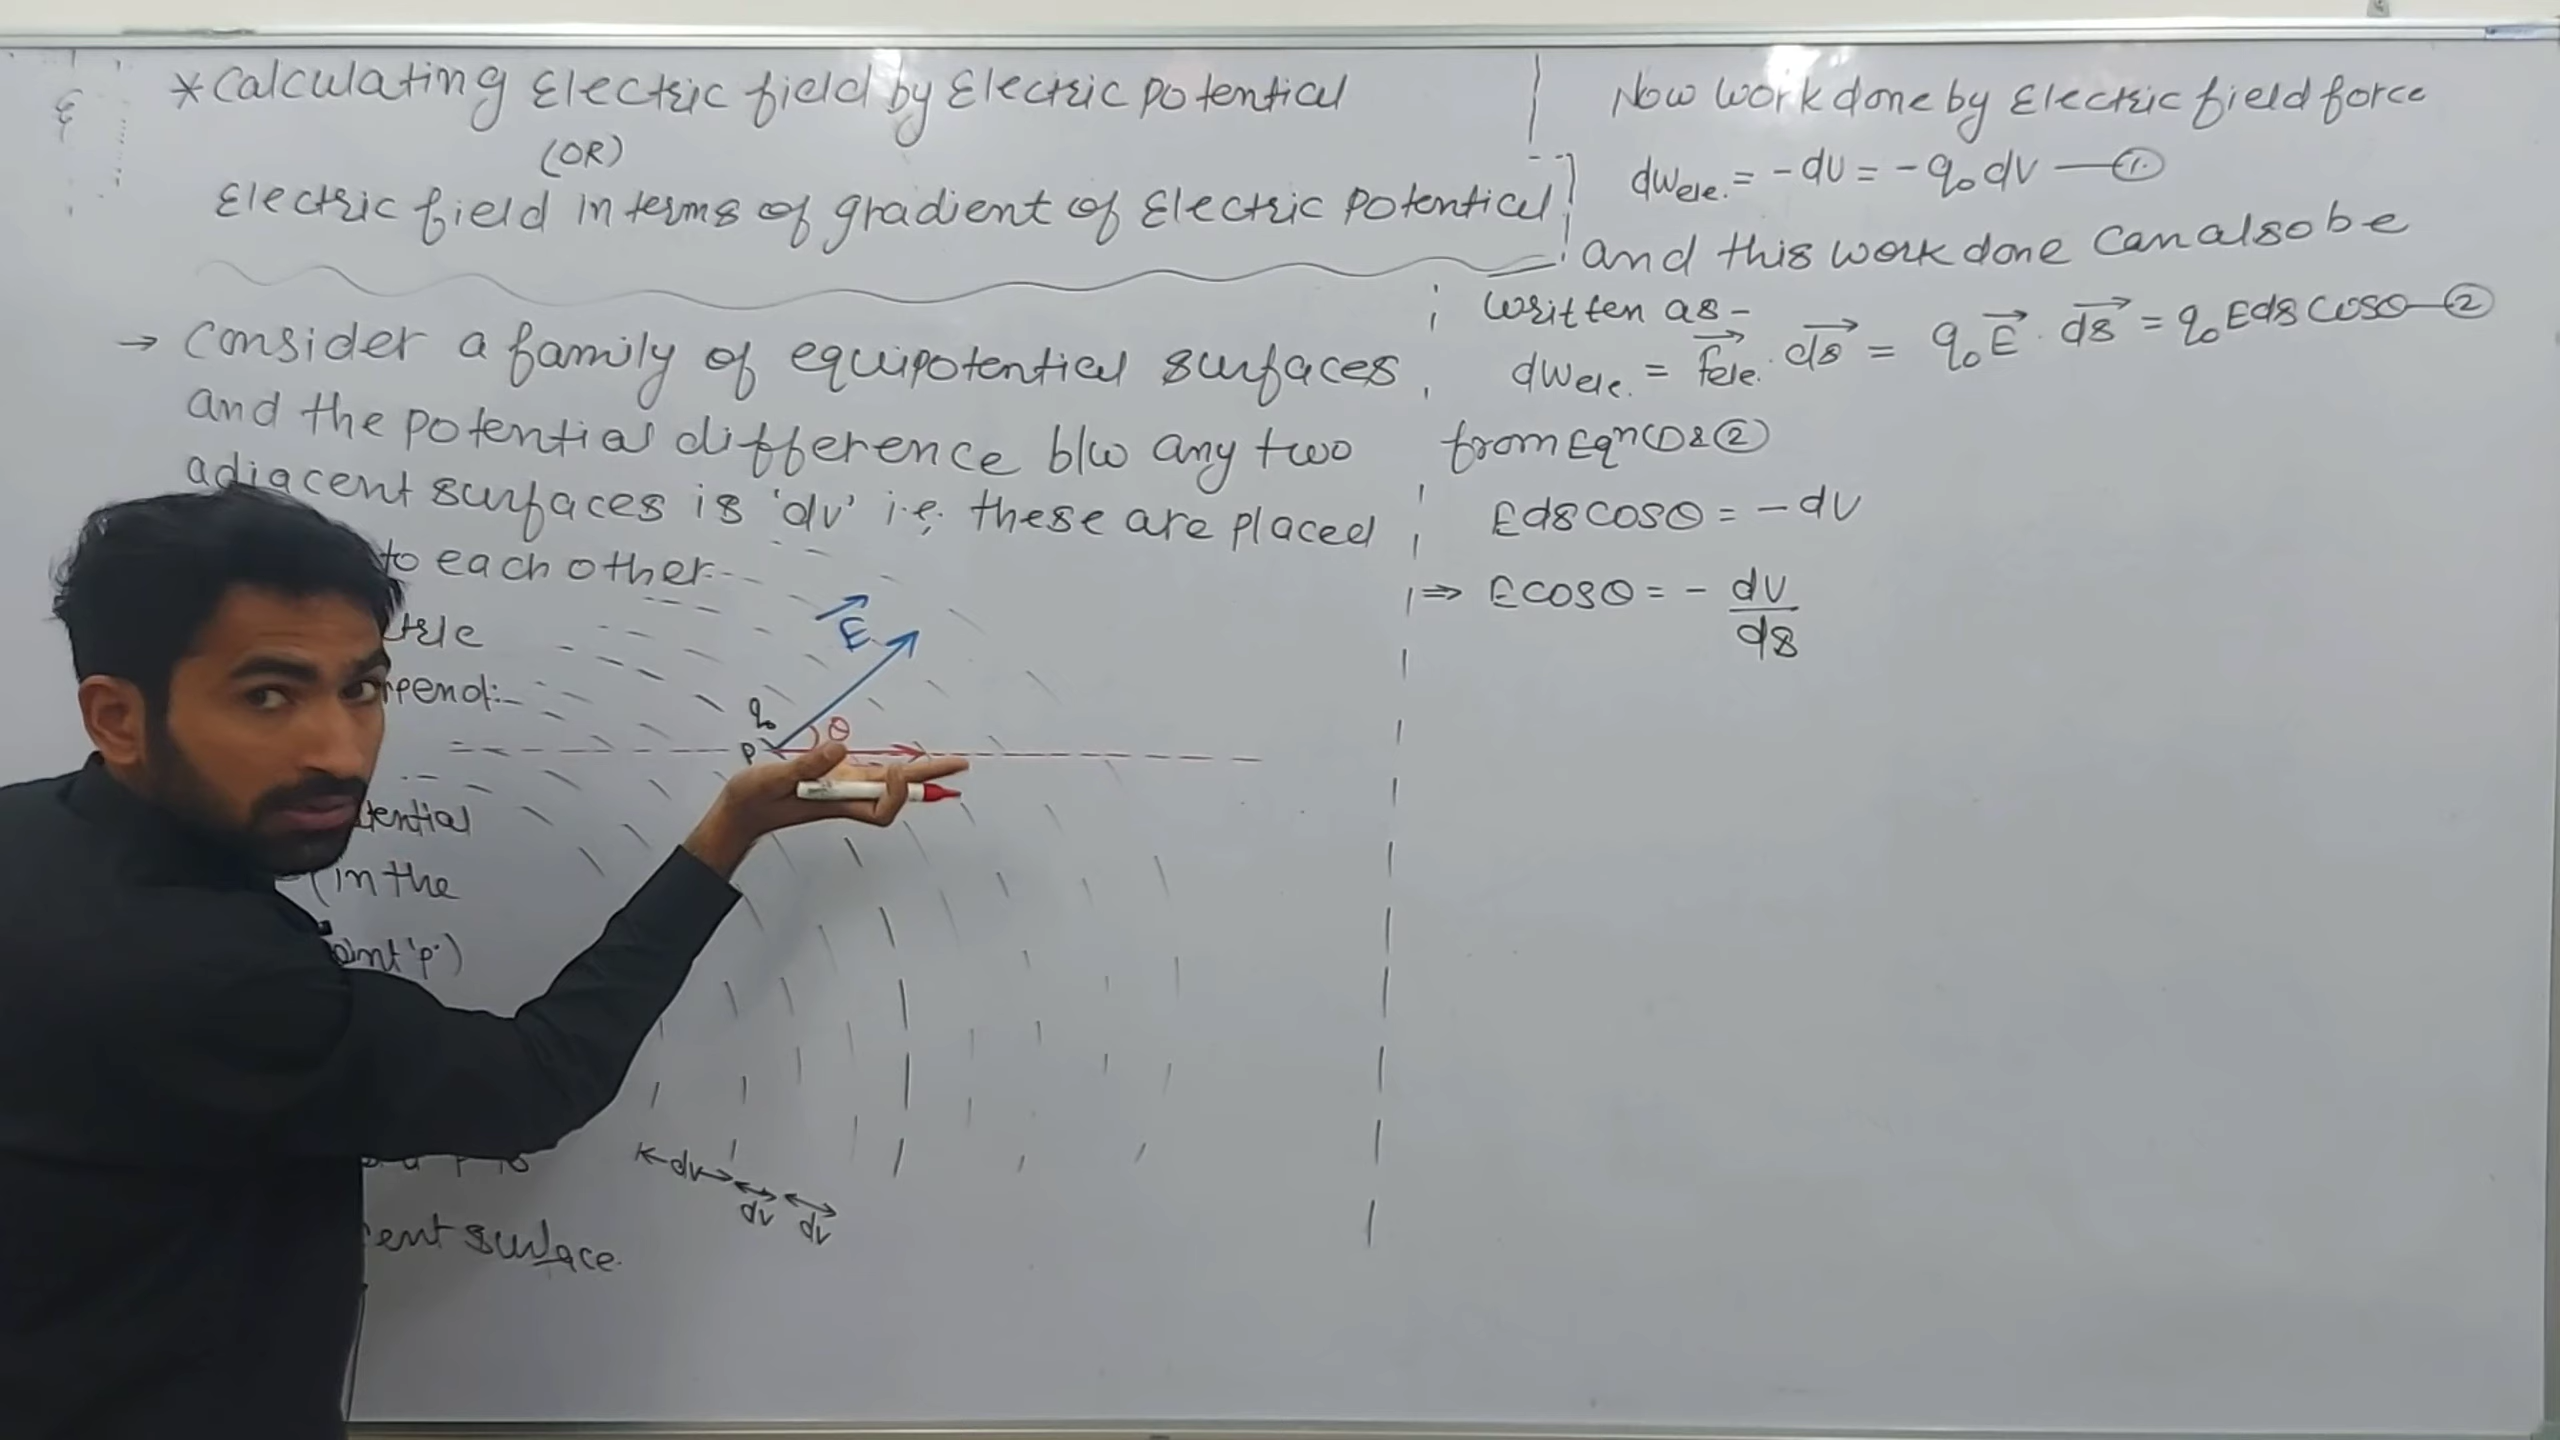 * Calculating Electric field by Electric potential
(OR)
Electric field in terms of gradient of Electric Potential
→ Consider a family of equipotential surfaces
and the potential difference b/w any two
adjacent surfaces is 'dv' i.e; these are placed
to each other
in the
'p')
surface.
E
q₀
θ
P
dv
dv
dv
Now work done by Electric field force
dWele. = -dU = -q₀dV —①
and this work done can also be
written as -
dWele. = Fele. . ds = q₀E . ds = q₀Eds cosθ —②
from Eqn ① & ②
Eds cosθ = -dV
⇒ Ecosθ = - dV/ds